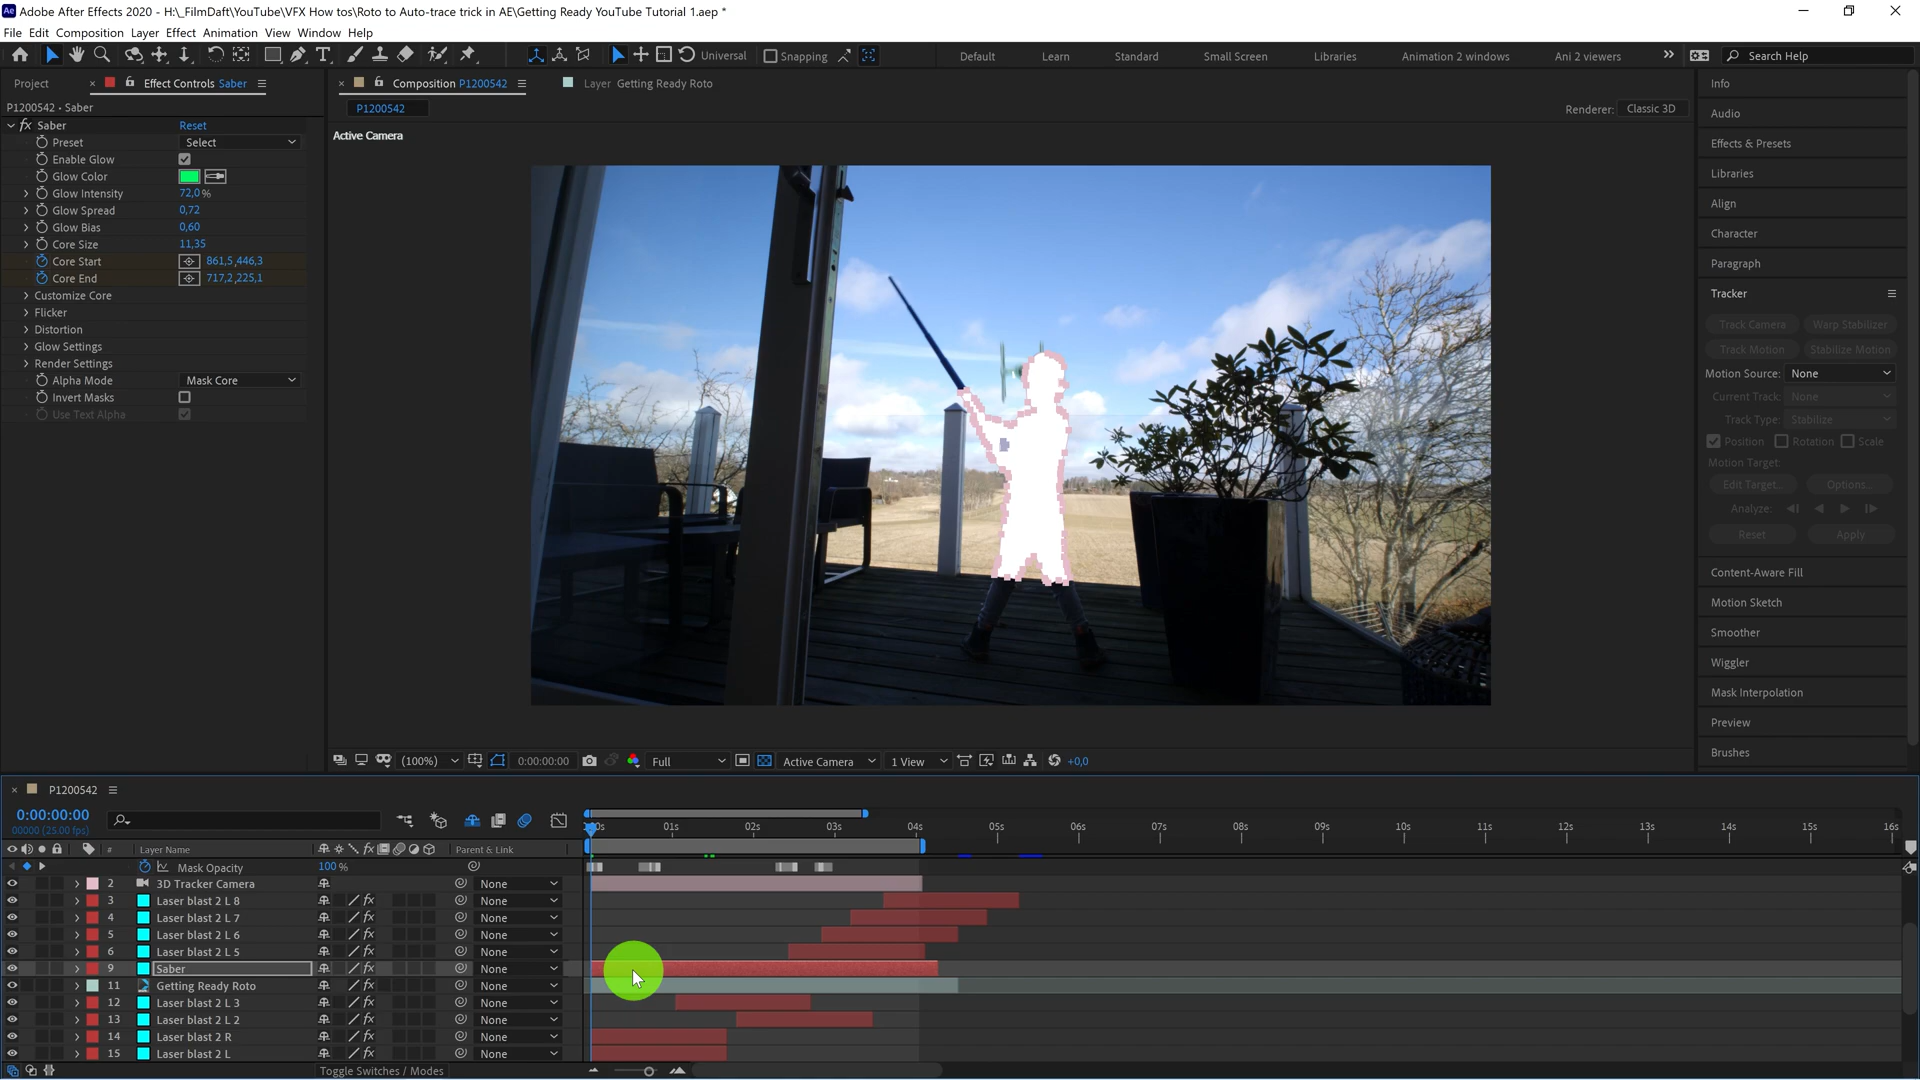 Adobe After Effects 2020 - H:\_FilmDaft\YouTube\VFX How tos\Roto to Auto-trace trick in AE\Getting Ready YouTube Tutorial 1.aep *
File Edit Composition Layer Effect Animation View Window Help
Universal Snapping Default Learn Standard Small Screen Libraries Animation 2 windows Ani 2 viewers Search Help
Project Effect Controls Saber Composition P1200542 Layer Getting Ready Roto
P1200542 • Saber
P1200542
Renderer: Classic 3D
Active Camera
fx Saber Reset
Preset Select
Enable Glow
Glow Color
Glow Intensity 72,0 %
Glow Spread 0,72
Glow Bias 0,60
Core Size 11,35
Core Start 861,5,446,3
Core End 717,2,225,1
Customize Core
Flicker
Distortion
Glow Settings
Render Settings
Alpha Mode Mask Core
Invert Masks
Use Text Alpha
Info
Audio
Effects & Presets
Libraries
Align
Character
Paragraph
Tracker
Track Camera Warp Stabilizer
Track Motion Stabilize Motion
Motion Source: None
Current Track: None
Track Type: Stabilize
Position Rotation Scale
Motion Target:
Edit Target... Options...
Analyze:
Reset Apply
Content-Aware Fill
Motion Sketch
Smoother
Wiggler
Mask Interpolation
Preview
Brushes
(100%) 0:00:00:00 Full Active Camera 1 View +0,0
P1200542
0:00:00:00
00000 (25.00 fps)
01s 02s 03s 04s 05s 06s 07s 08s 09s 10s 11s 12s 13s 14s 15s 16s
# Layer Name Parent & Link
Mask Opacity 100 %
2 3D Tracker Camera None
3 Laser blast 2 L 8 None
4 Laser blast 2 L 7 None
5 Laser blast 2 L 6 None
6 Laser blast 2 L 5 None
9 Saber None
11 Getting Ready Roto None
12 Laser blast 2 L 3 None
13 Laser blast 2 L 2 None
14 Laser blast 2 R None
15 Laser blast 2 L None
Toggle Switches / Modes